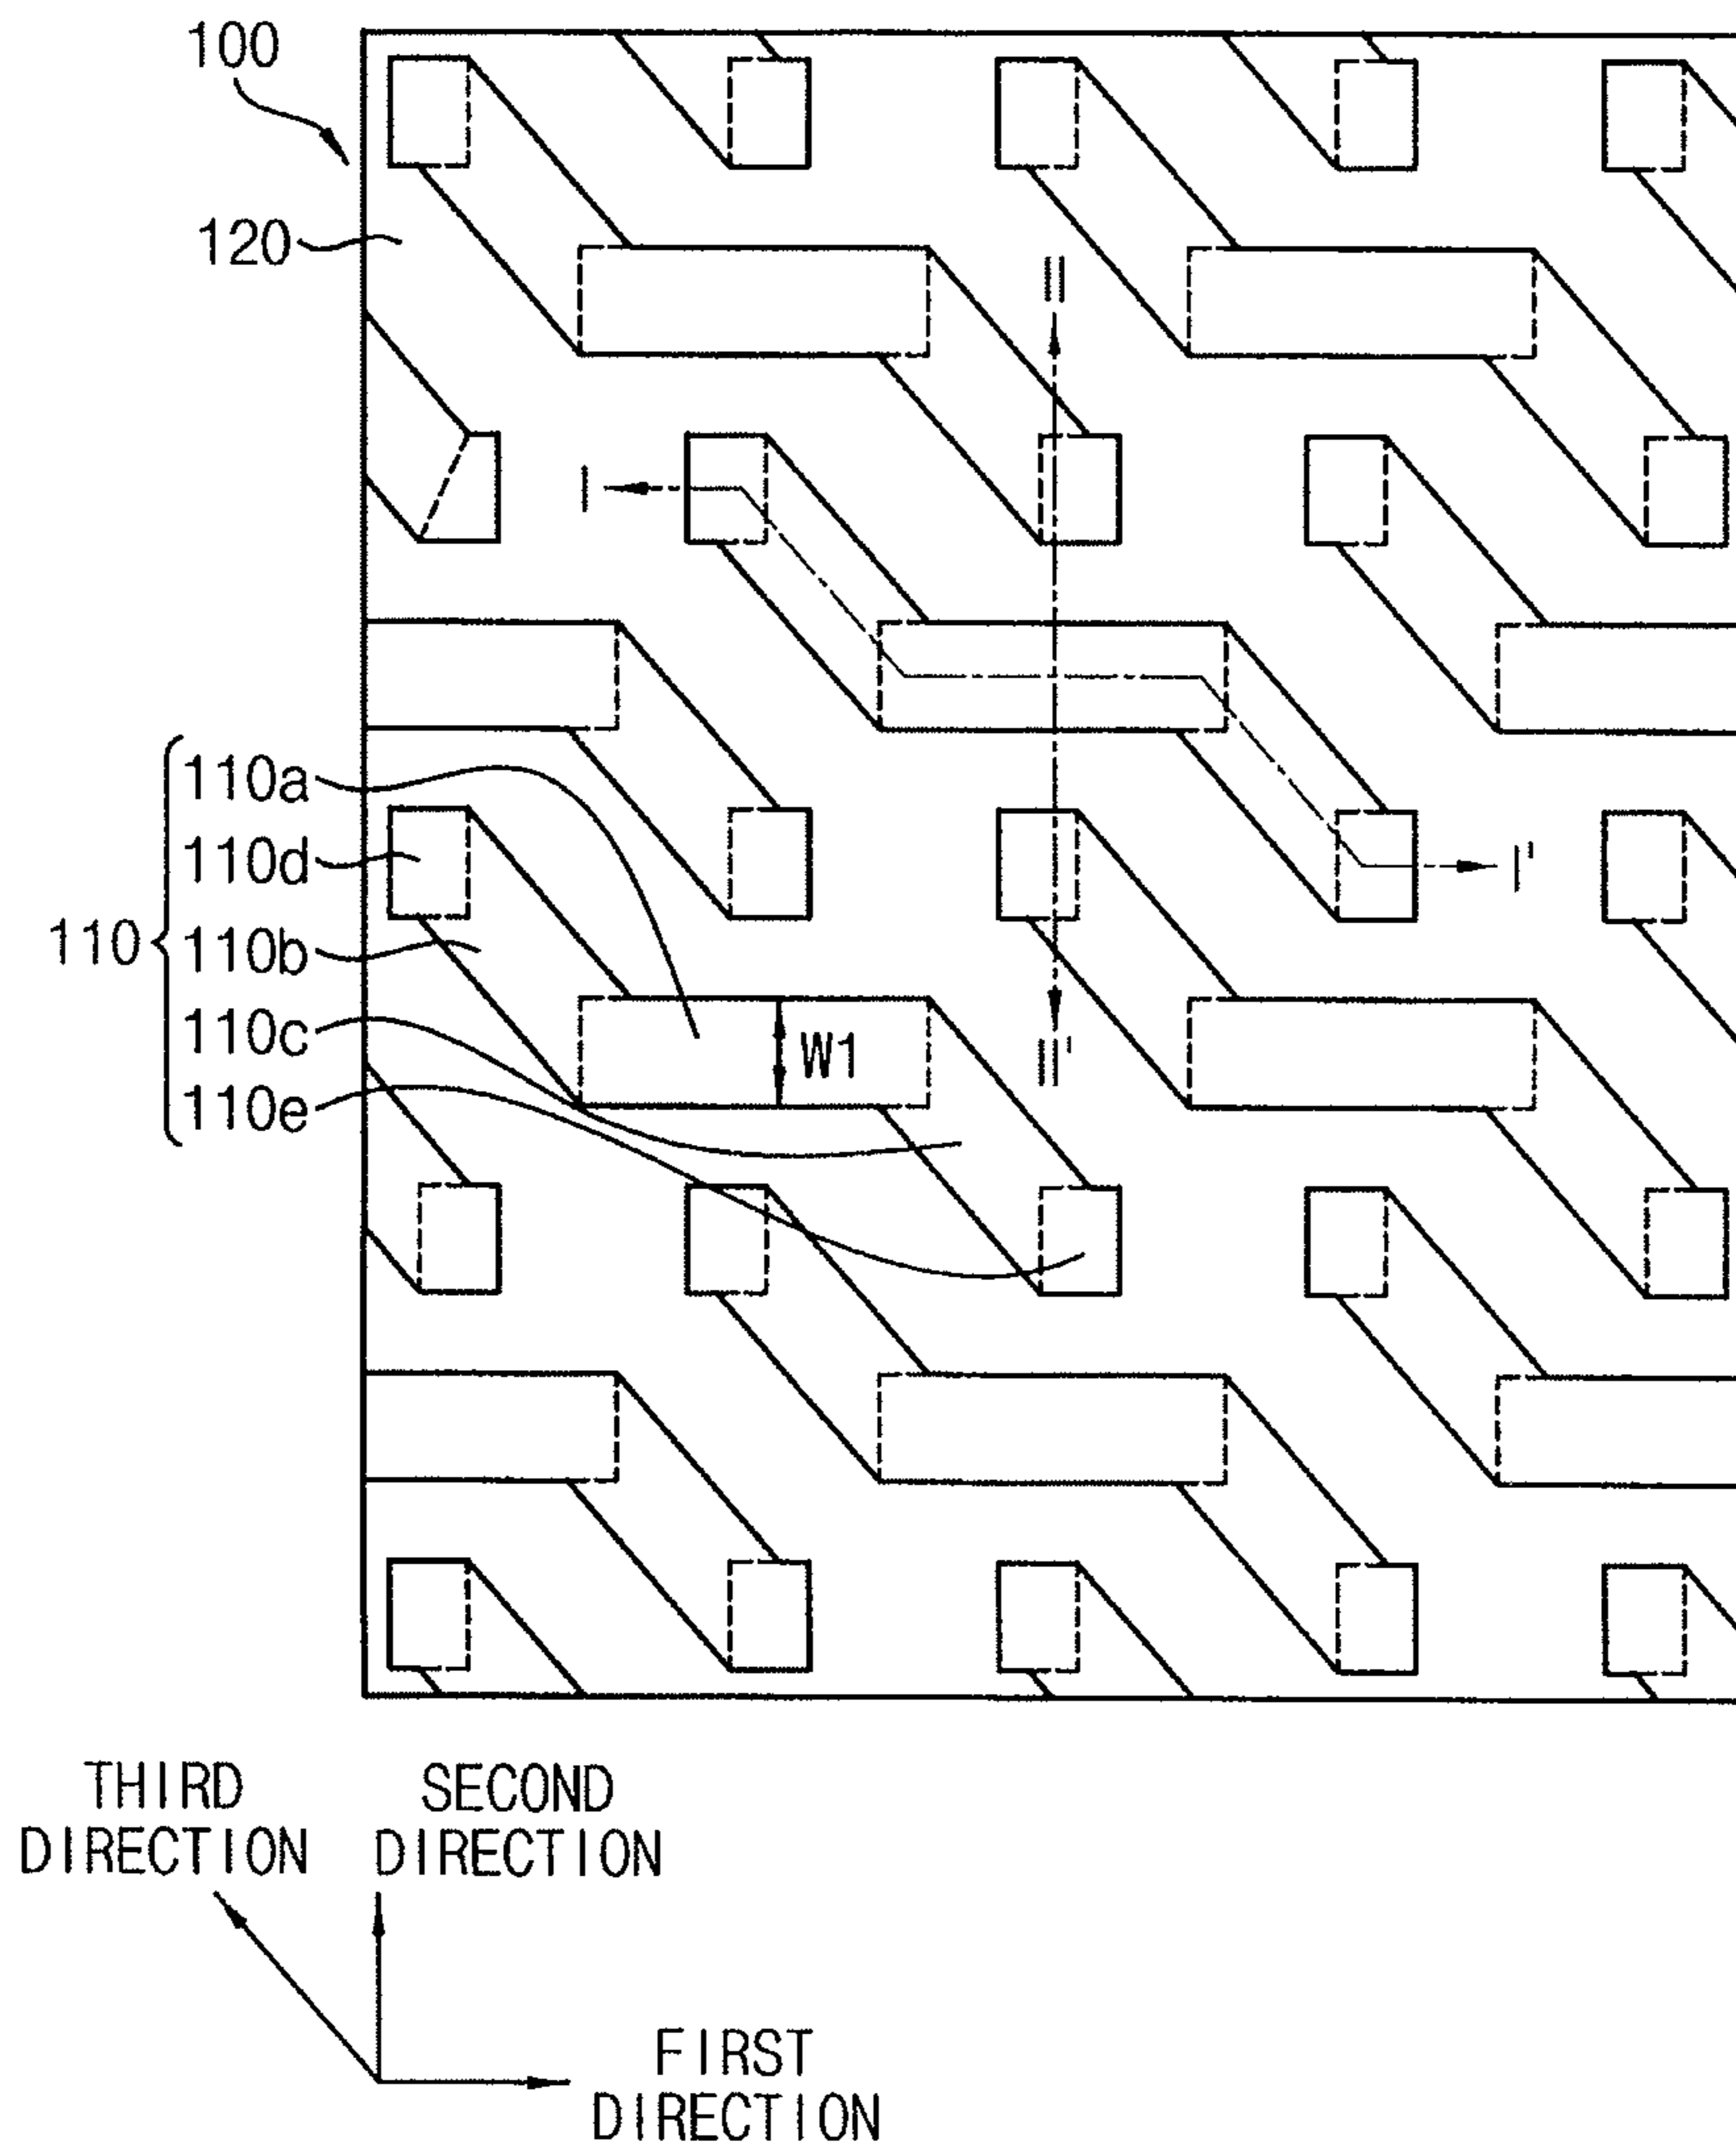 100
120
II
I
110a
110d
I'
110b
110
110c
W1
II'
110e
THIRD
DIRECTION
SECOND
DIRECTION
FIRST
DIRECTION